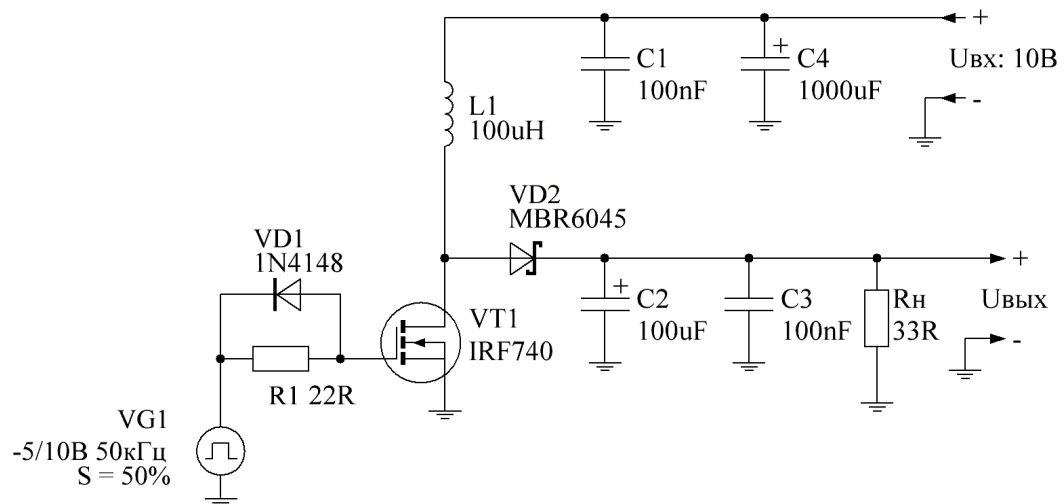 +
C1
100nF
+
C4
1000uF
Uвх: 10В
-
L1
100uH
VD2
MBR6045
VD1
1N4148
+
+
C2
100uF
C3
100nF
Rн
33R
Uвых
-
VT1
IRF740
R1 22R
VG1
-5/10В 50кГц
S = 50%